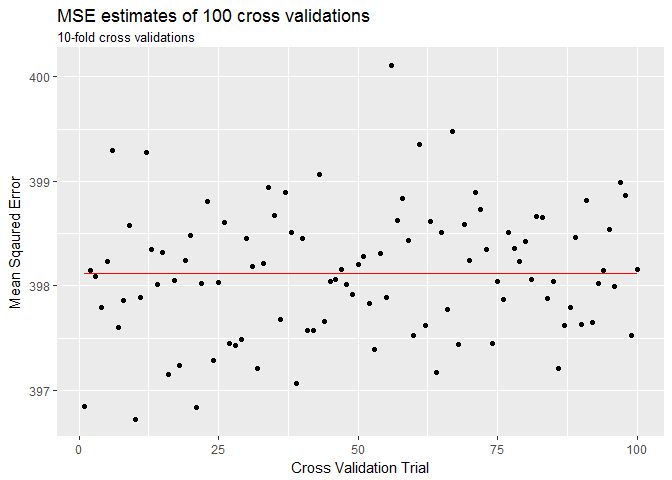 MSE estimates of 100 cross validations
10-fold cross validations
400
399
398
397
Mean Sqaured Error
0
25
50
75
100
Cross Validation Trial